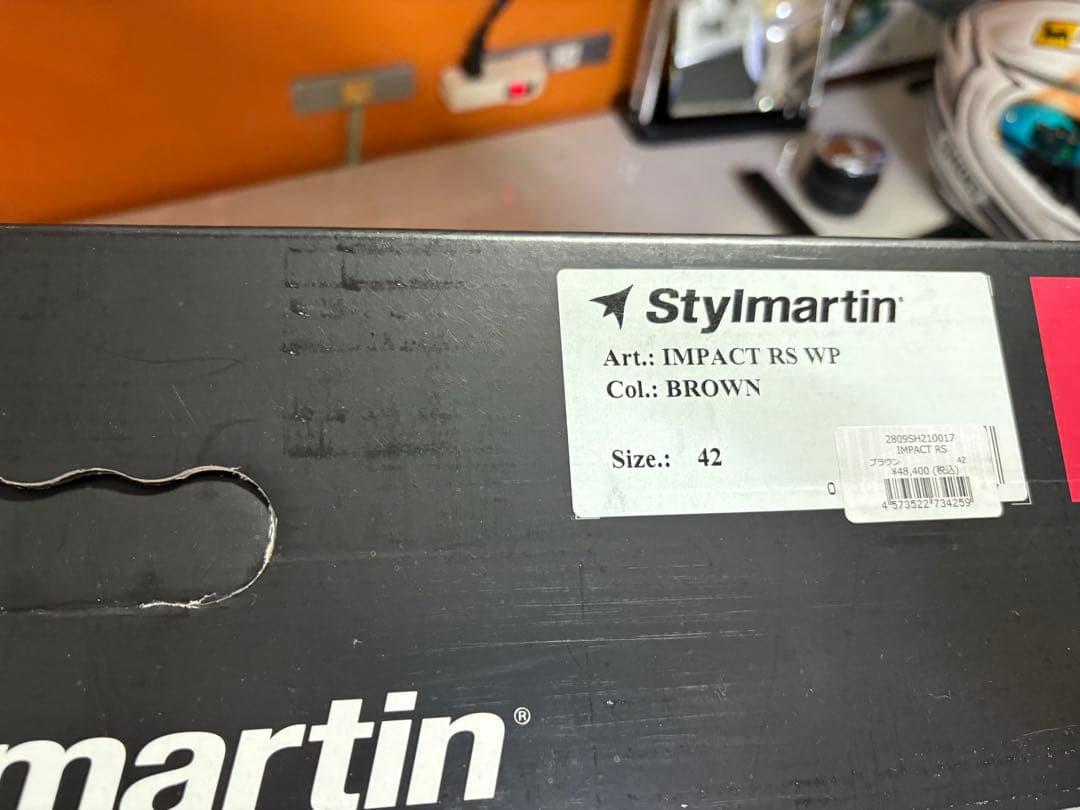 Stylmartin
Art.: IMPACT RS WP
Col.: BROWN
Size.: 42
0
2809SH210017
IMPACT RS
ブラウン 42
¥48,400 (税込)
4 573522 734259
martin®